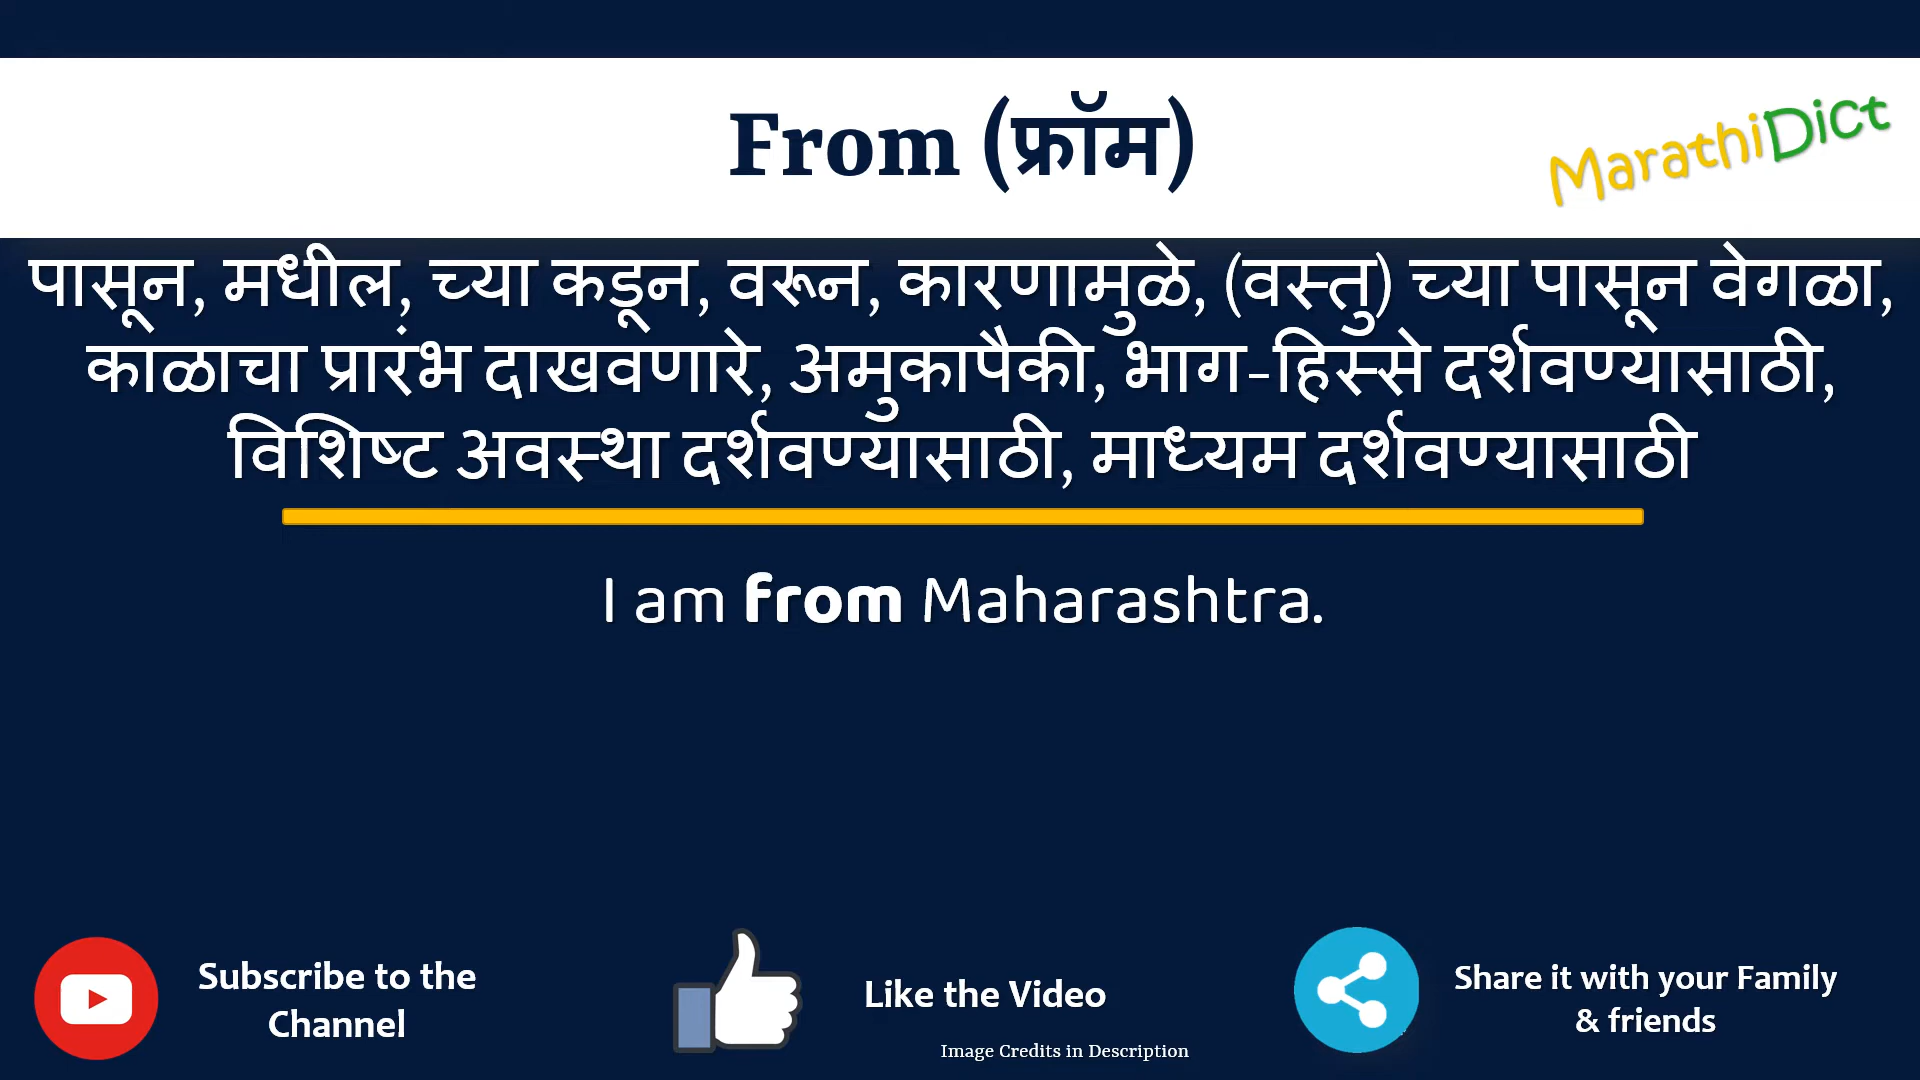 From (फ्रॉम)
MarathiDict
पासून, मधील, च्या कडून, वरून, कारणामुळे, (वस्तु) च्या पासून वेगळा,
काळाचा प्रारंभ दाखवणारे, अमुकापैकी, भाग-हिस्से दर्शवण्यासाठी,
विशिष्ट अवस्था दर्शवण्यासाठी, माध्यम दर्शवण्यासाठी
I am from Maharashtra.
Subscribe to the
Channel
Like the Video
Share it with your Family
& friends
Image Credits in Description